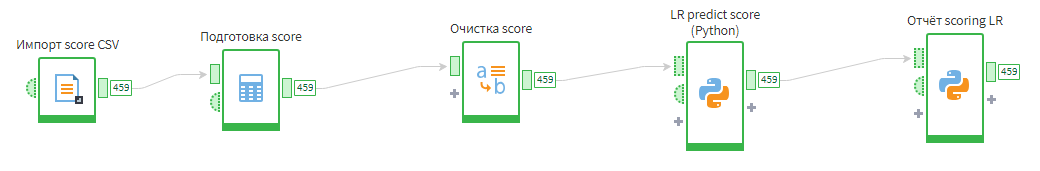 Импорт score CSV
459
Подготовка score
459
Очистка score
a
b
459
LR predict score
(Python)
459
Отчёт scoring LR
459